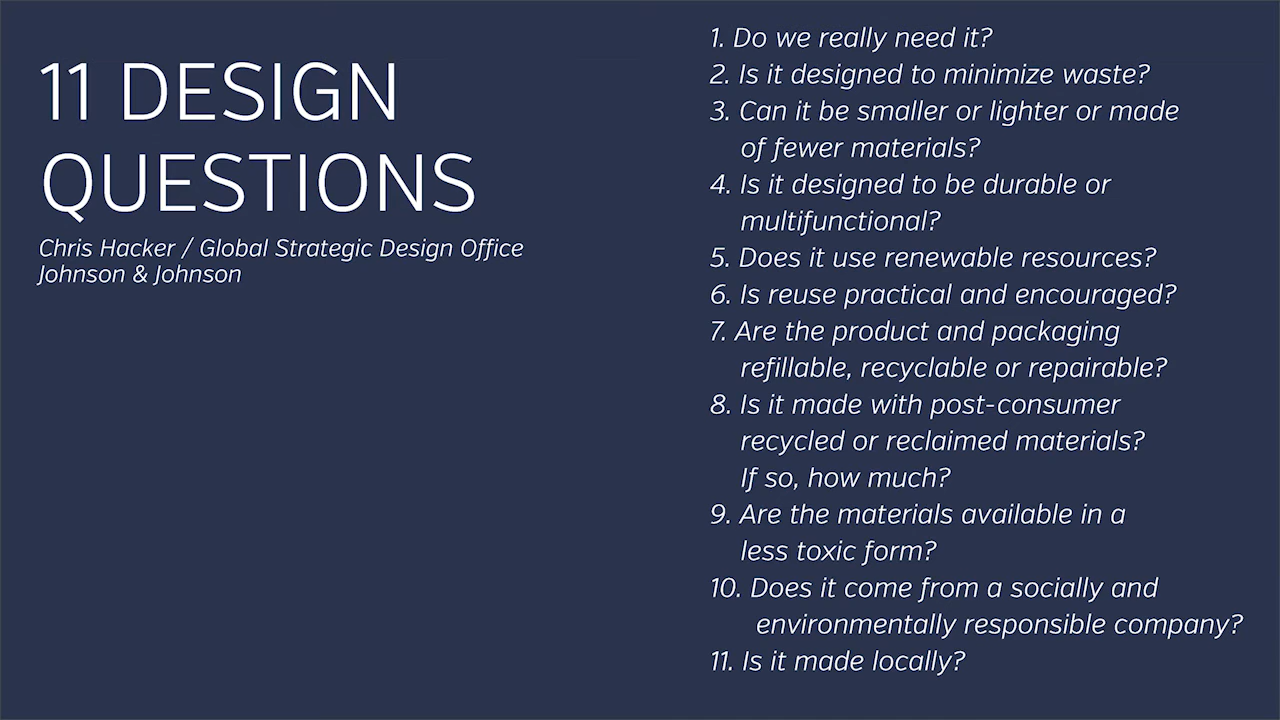 11 DESIGN
QUESTIONS
Chris Hacker / Global Strategic Design Office
Johnson & Johnson
1. Do we really need it?
2. Is it designed to minimize waste?
3. Can it be smaller or lighter or made
of fewer materials?
4. Is it designed to be durable or
multifunctional?
5. Does it use renewable resources?
6. Is reuse practical and encouraged?
7. Are the product and packaging
refillable, recyclable or repairable?
8. Is it made with post-consumer
recycled or reclaimed materials?
If so, how much?
9. Are the materials available in a
less toxic form?
10. Does it come from a socially and
environmentally responsible company?
11. Is it made locally?